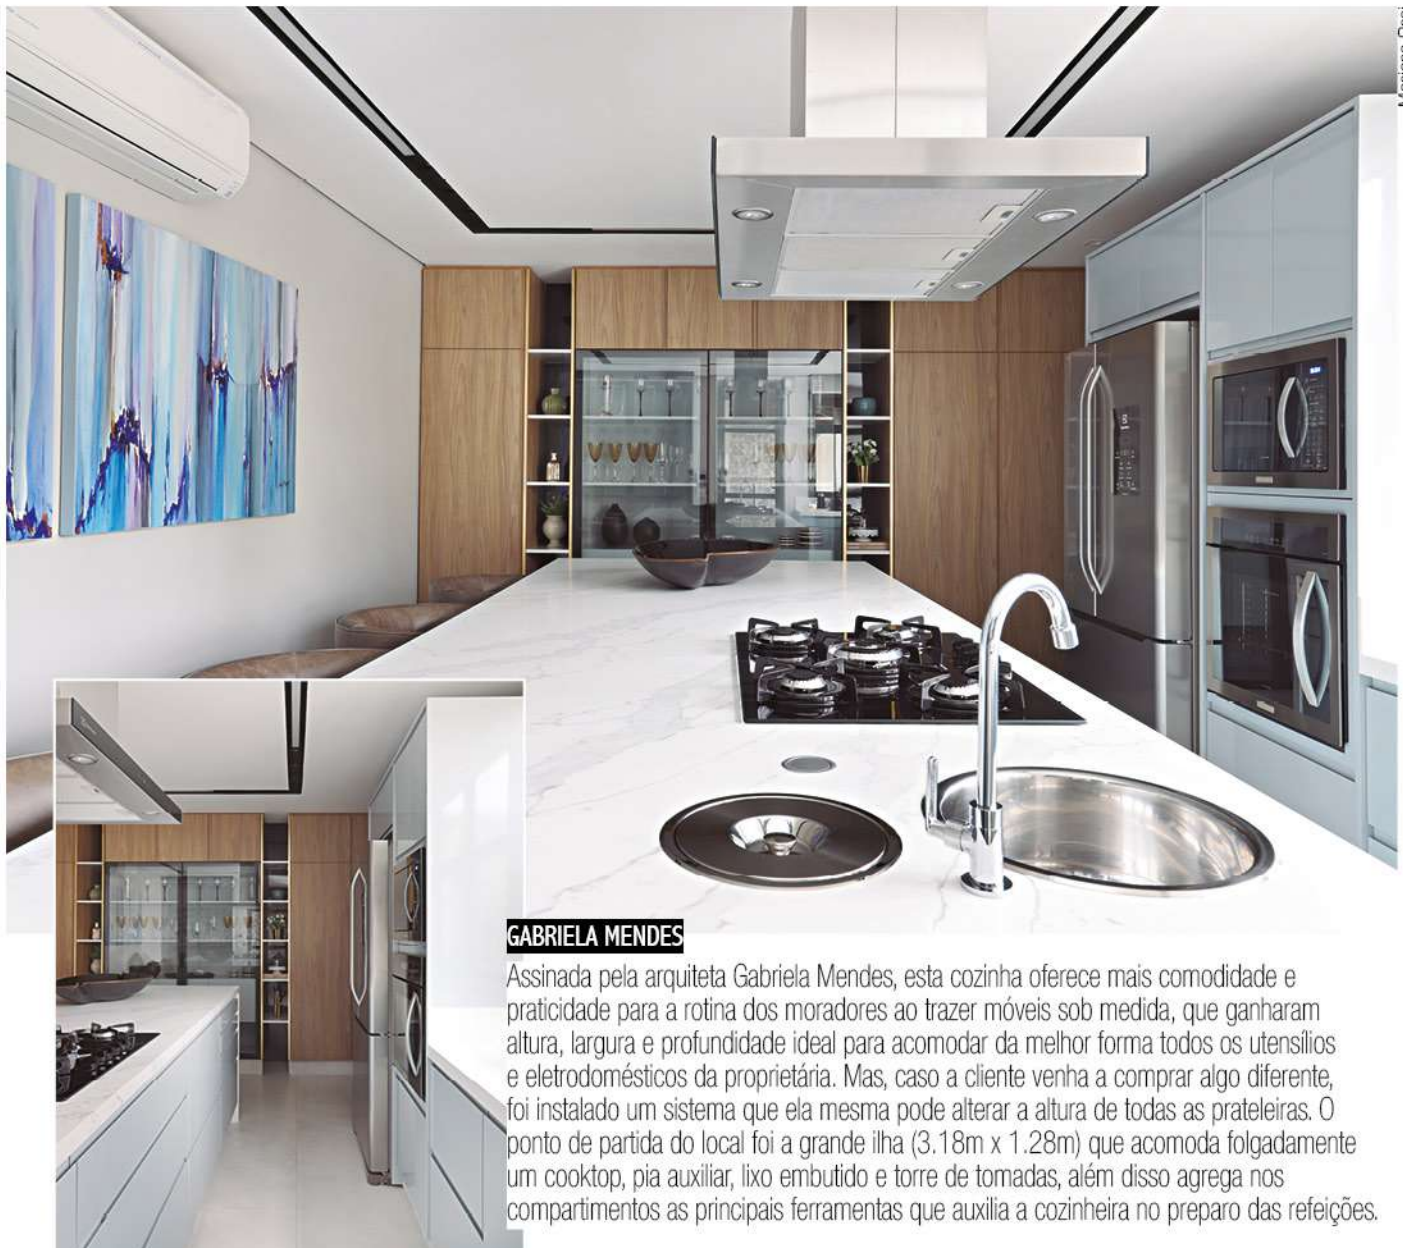 GABRIELA MENDES
Assinada pela arquiteta Gabriela Mendes, esta cozinha oferece mais comodidade e
praticidade para a rotina dos moradores ao trazer móveis sob medida, que ganharam
altura, largura e profundidade ideal para acomodar da melhor forma todos os utensílios
e eletrodomésticos da proprietária. Mas, caso a cliente venha a comprar algo diferente,
foi instalado um sistema que ela mesma pode alterar a altura de todas as prateleiras. O
ponto de partida do local foi a grande ilha (3.18m x 1.28m) que acomoda folgadamente
um cooktop, pia auxiliar, lixo embutido e torre de tomadas, além disso agrega nos
compartimentos as principais ferramentas que auxilia a cozinheira no preparo das refeições.